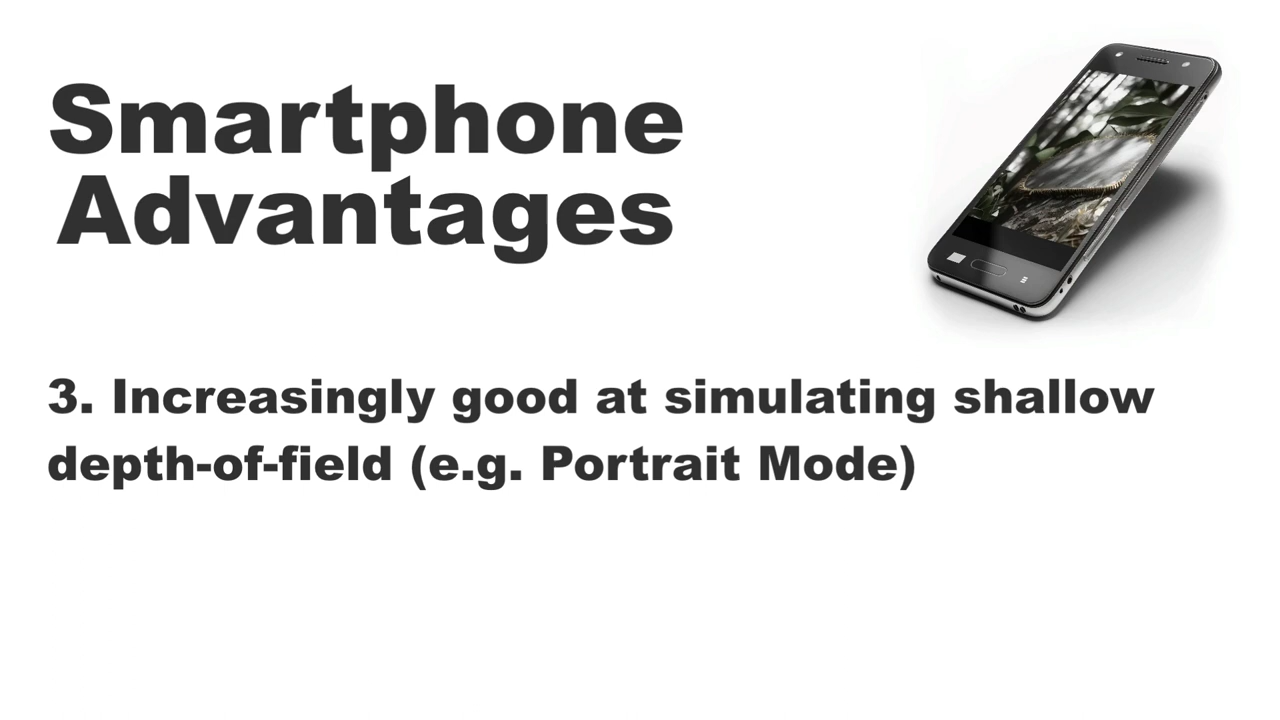 Smartphone
Advantages
3. Increasingly good at simulating shallow
depth-of-field (e.g. Portrait Mode)